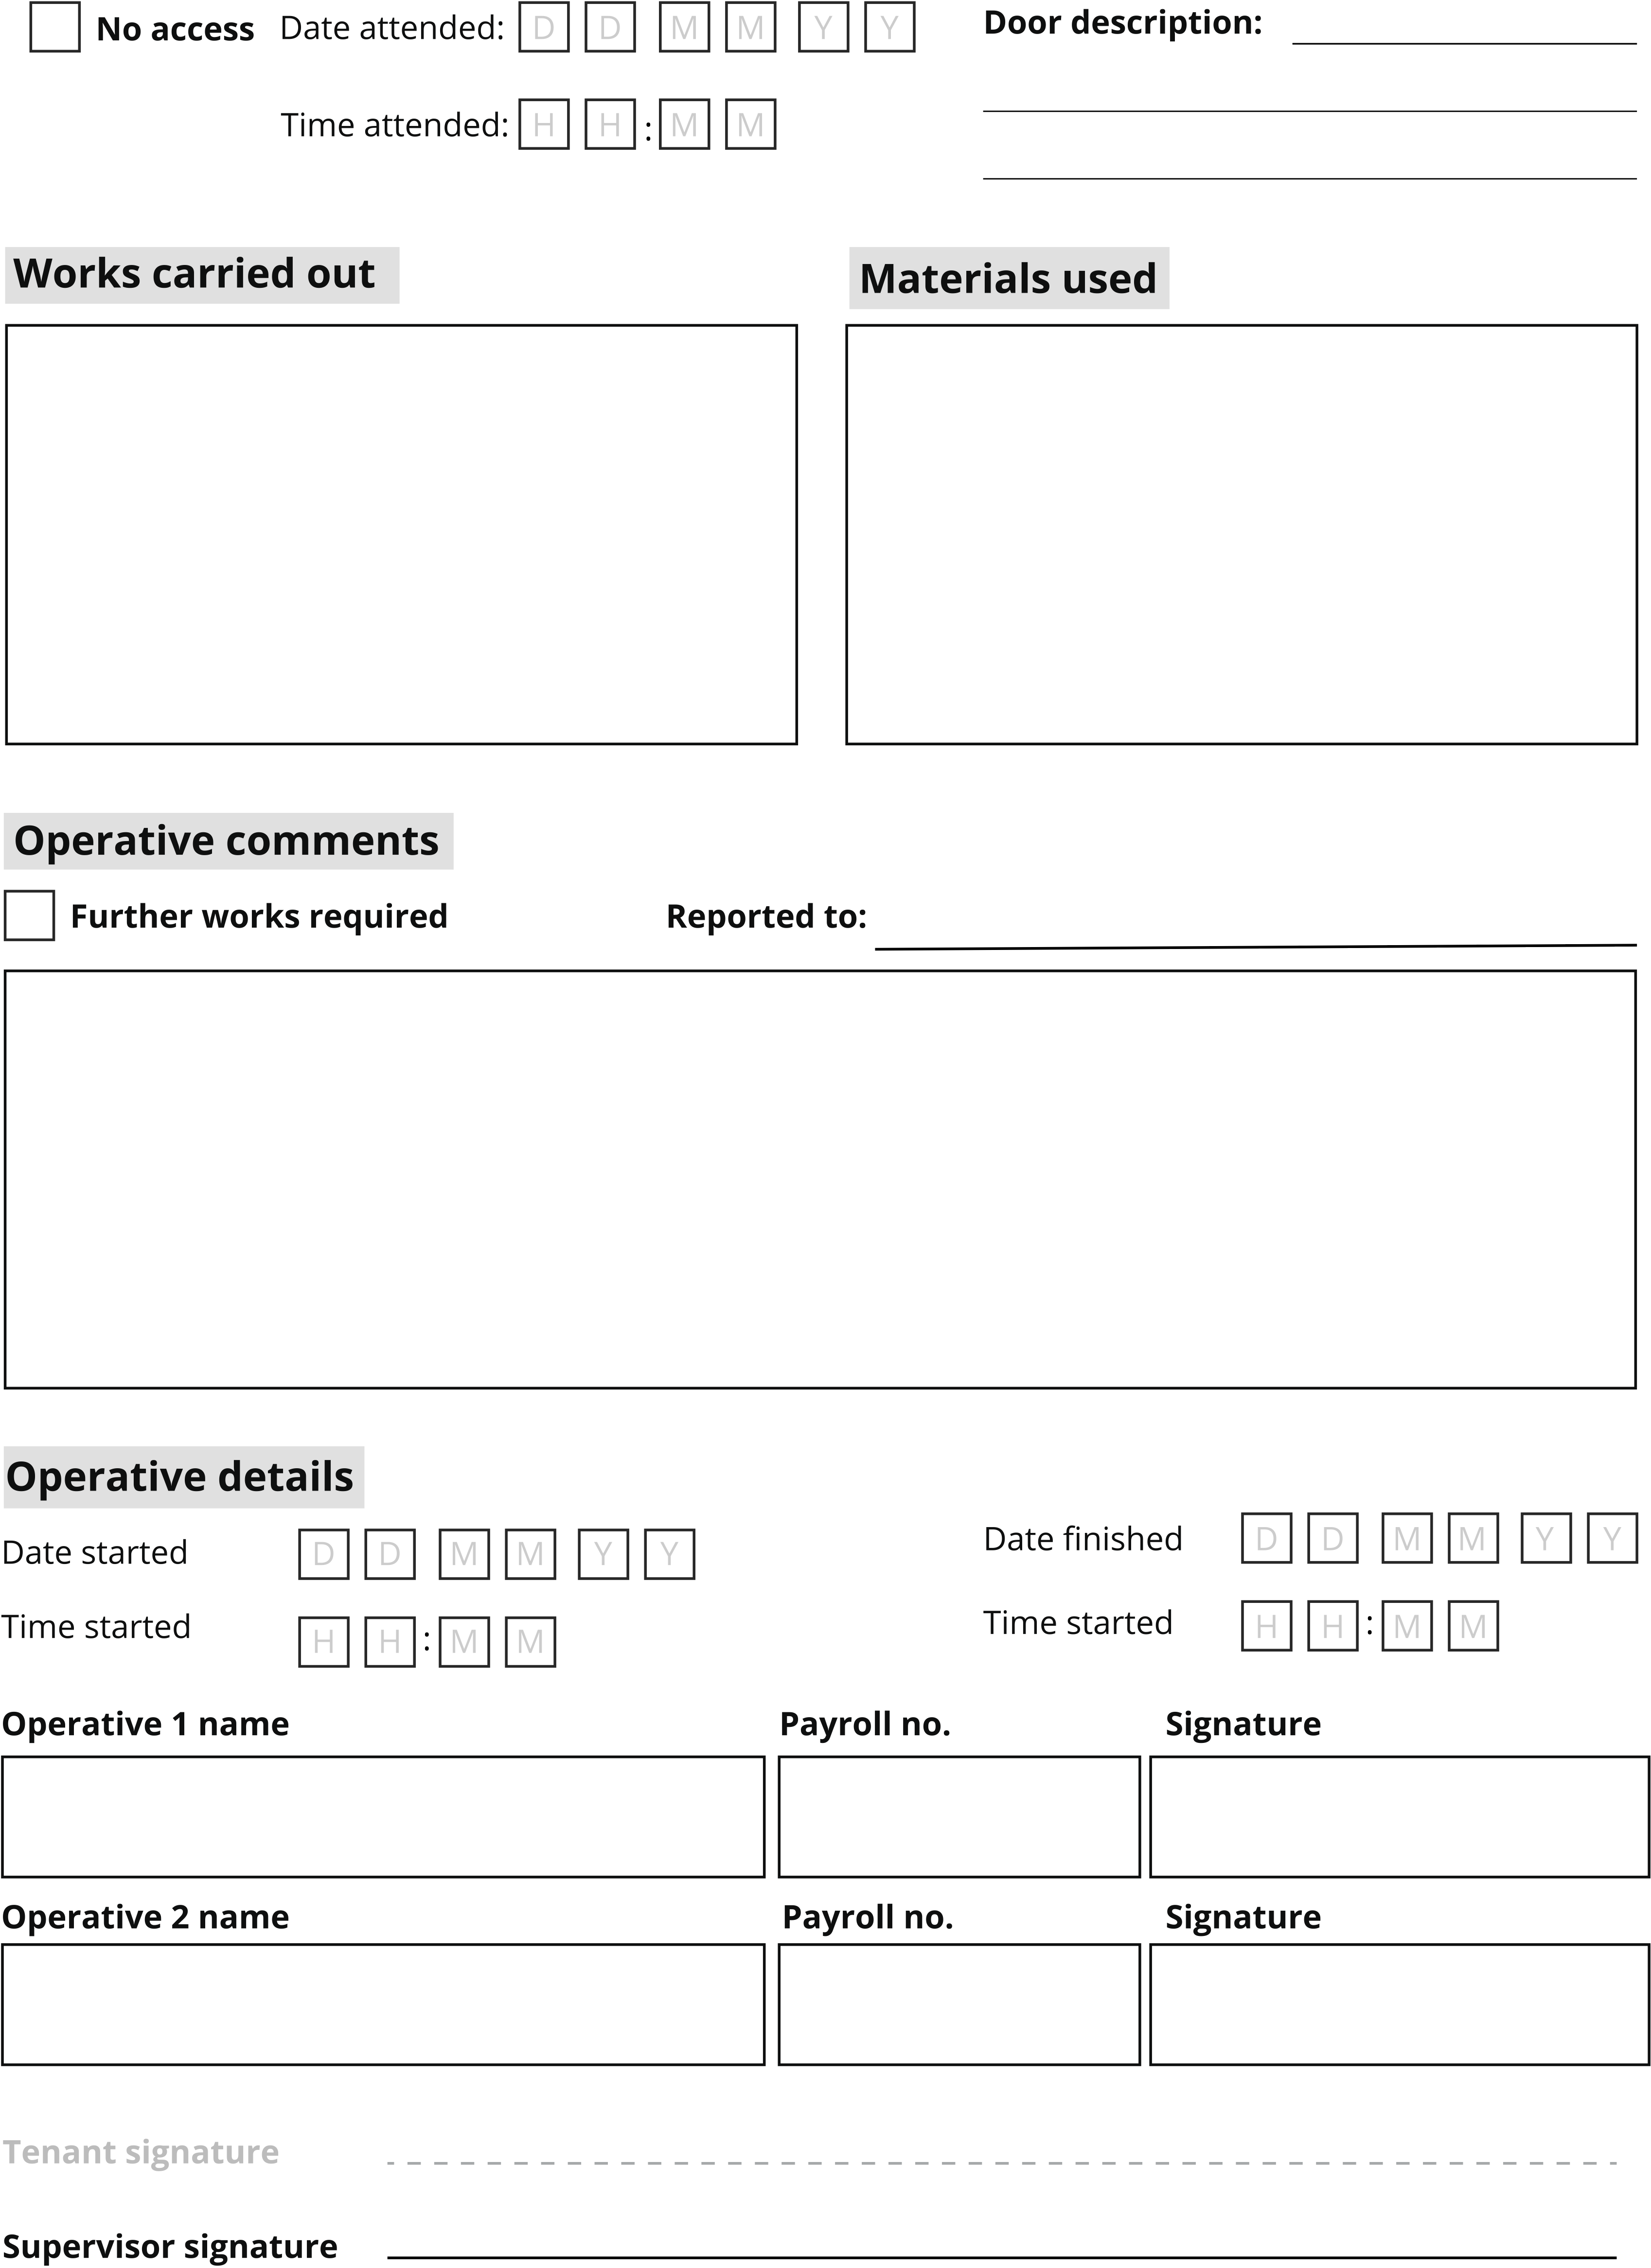 No access Date attended: D D M M Y Y Door description:
Time attended: H H : M M
Works carried out Materials used
Operative comments
Further works required Reported to:
Operative details
Date started D D M M Y Y Date finished D D M M Y Y
Time started H H : M M Time started H H : M M
Operative 1 name Payroll no. Signature
Operative 2 name Payroll no. Signature
Tenant signature
Supervisor signature